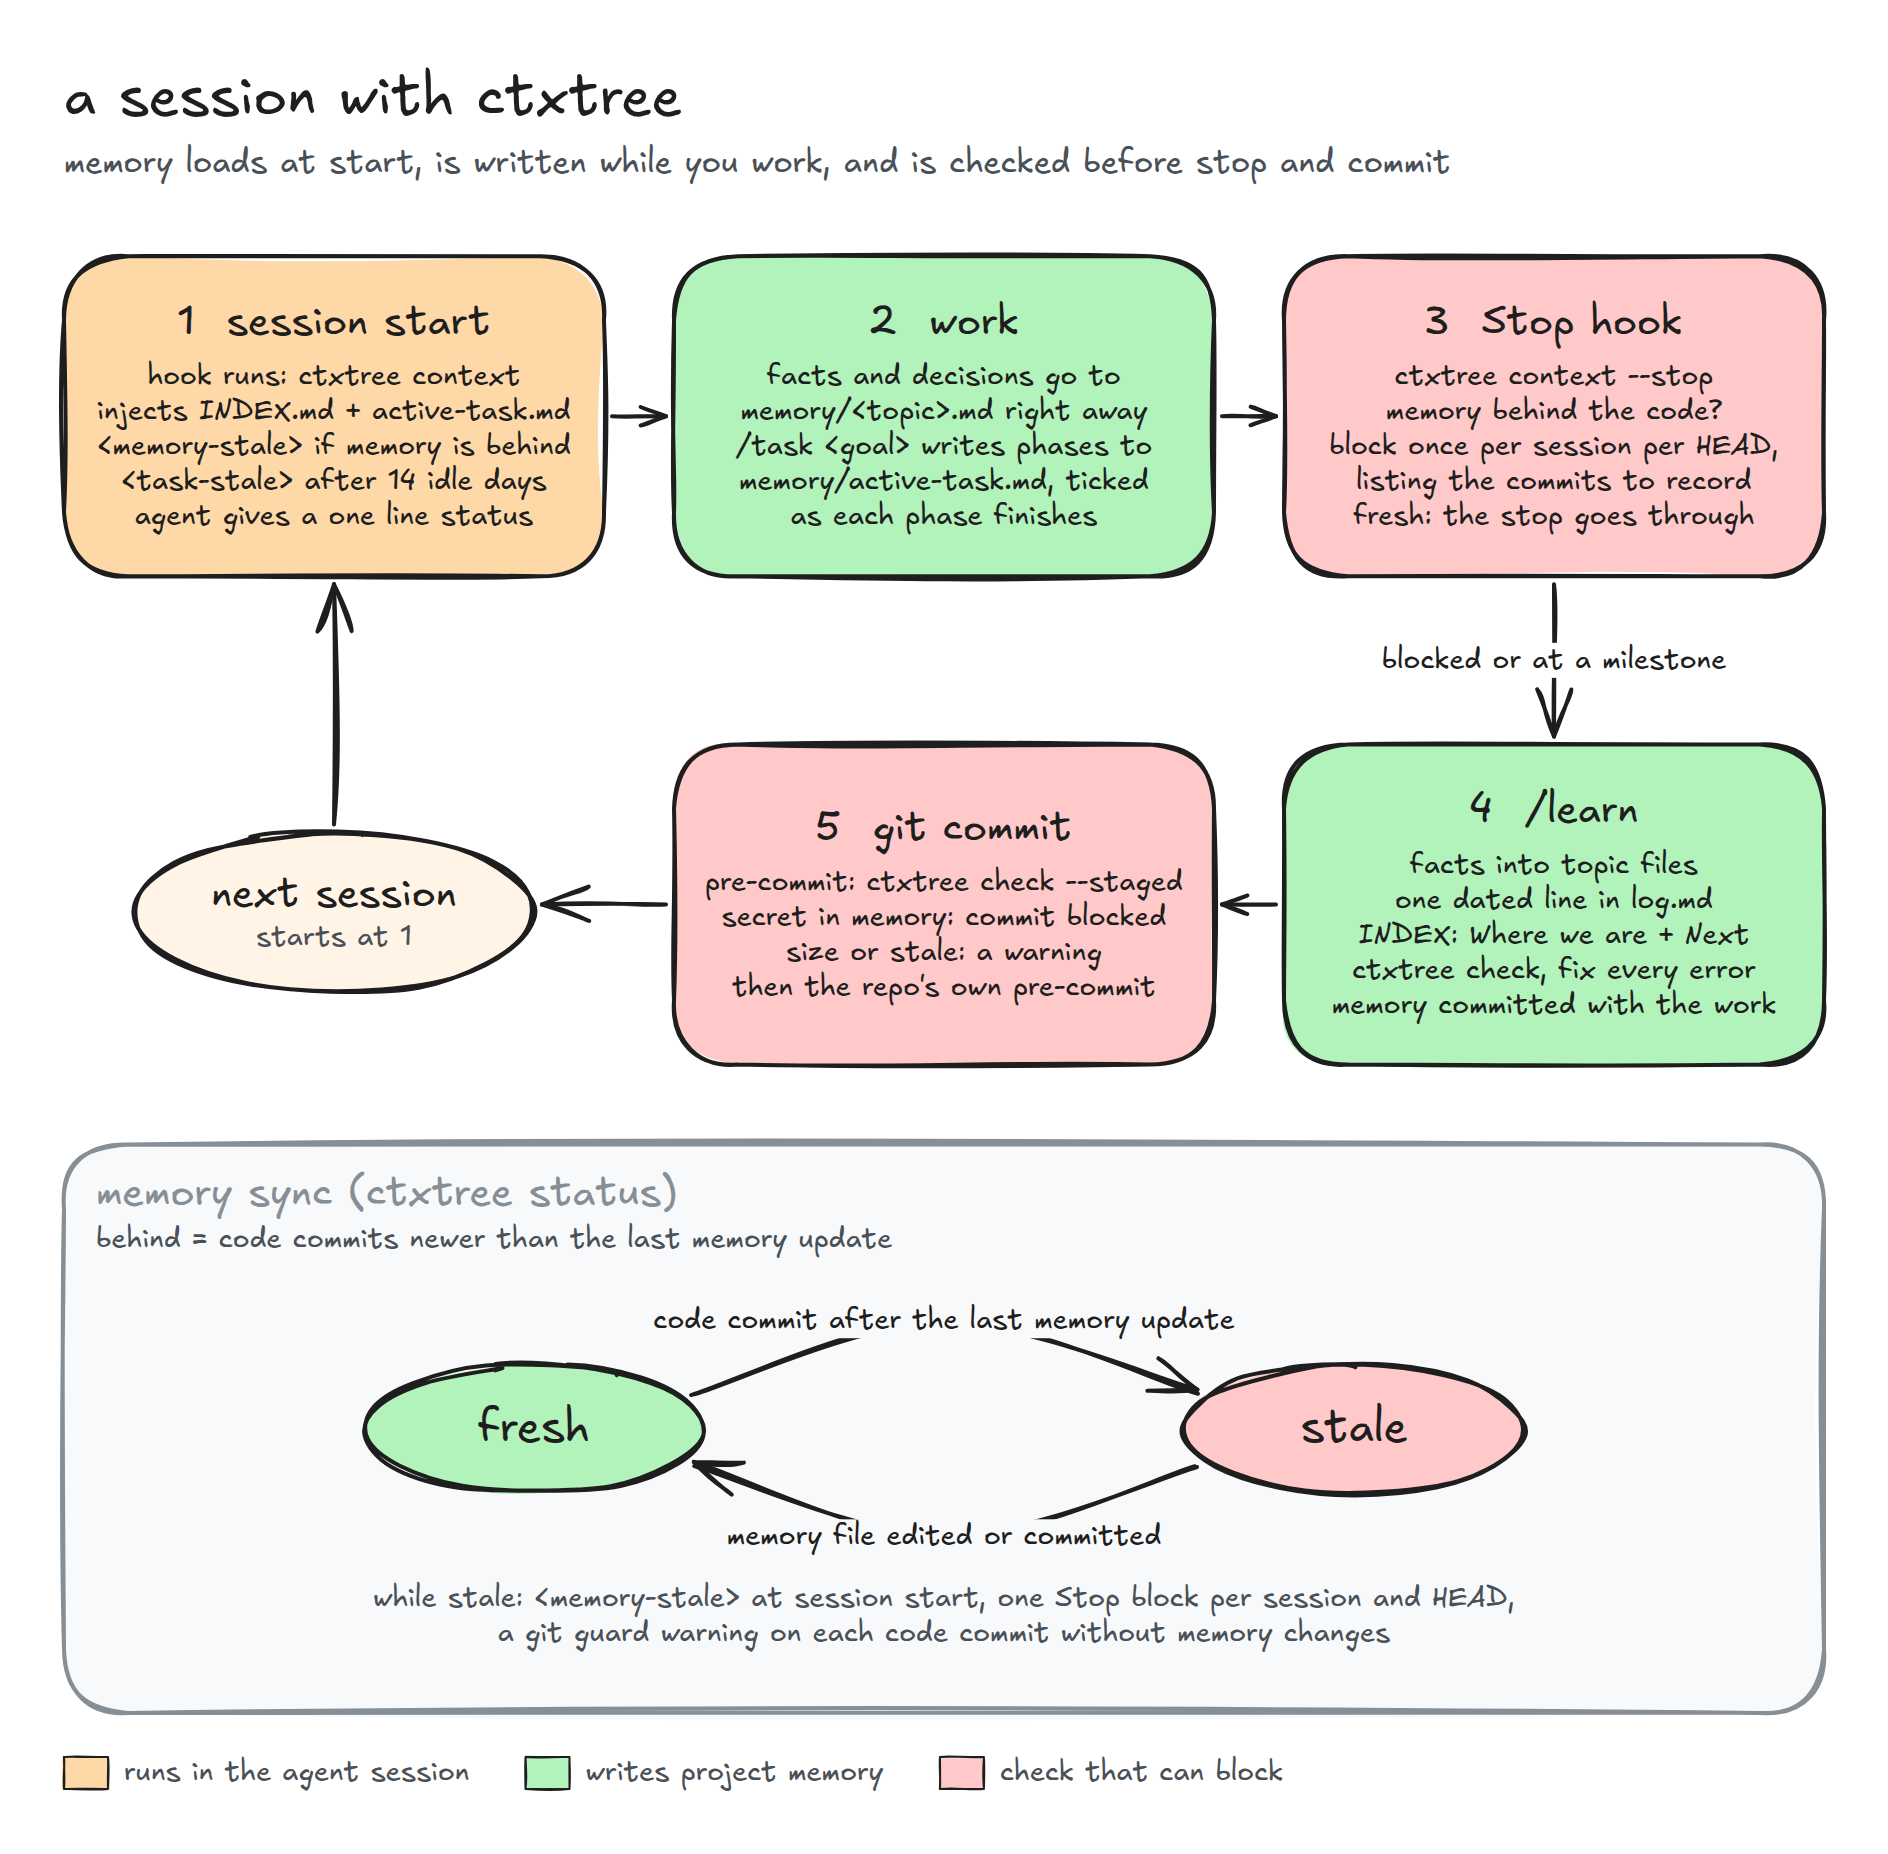 a session with ctxtree
memory loads at start, is written while you work, and is checked before stop and commit
1 session start
hook runs: ctxtree context
injects INDEX.md + active-task.md
<memory-stale> if memory is behind
<task-stale> after 14 idle days
agent gives a one line status
2 work
facts and decisions go to
memory/<topic>.md right away
/task <goal> writes phases to
memory/active-task.md, ticked
as each phase finishes
3 Stop hook
ctxtree context --stop
memory behind the code?
block once per session per HEAD,
listing the commits to record
fresh: the stop goes through
blocked or at a milestone
4 /learn
facts into topic files
one dated line in log.md
INDEX: Where we are + Next
ctxtree check, fix every error
memory committed with the work
5 git commit
pre-commit: ctxtree check --staged
secret in memory: commit blocked
size or stale: a warning
then the repo's own pre-commit
next session
starts at 1
memory sync (ctxtree status)
behind = code commits newer than the last memory update
code commit after the last memory update
fresh
stale
memory file edited or committed
while stale: <memory-stale> at session start, one Stop block per session and HEAD,
a git guard warning on each code commit without memory changes
runs in the agent session
writes project memory
check that can block